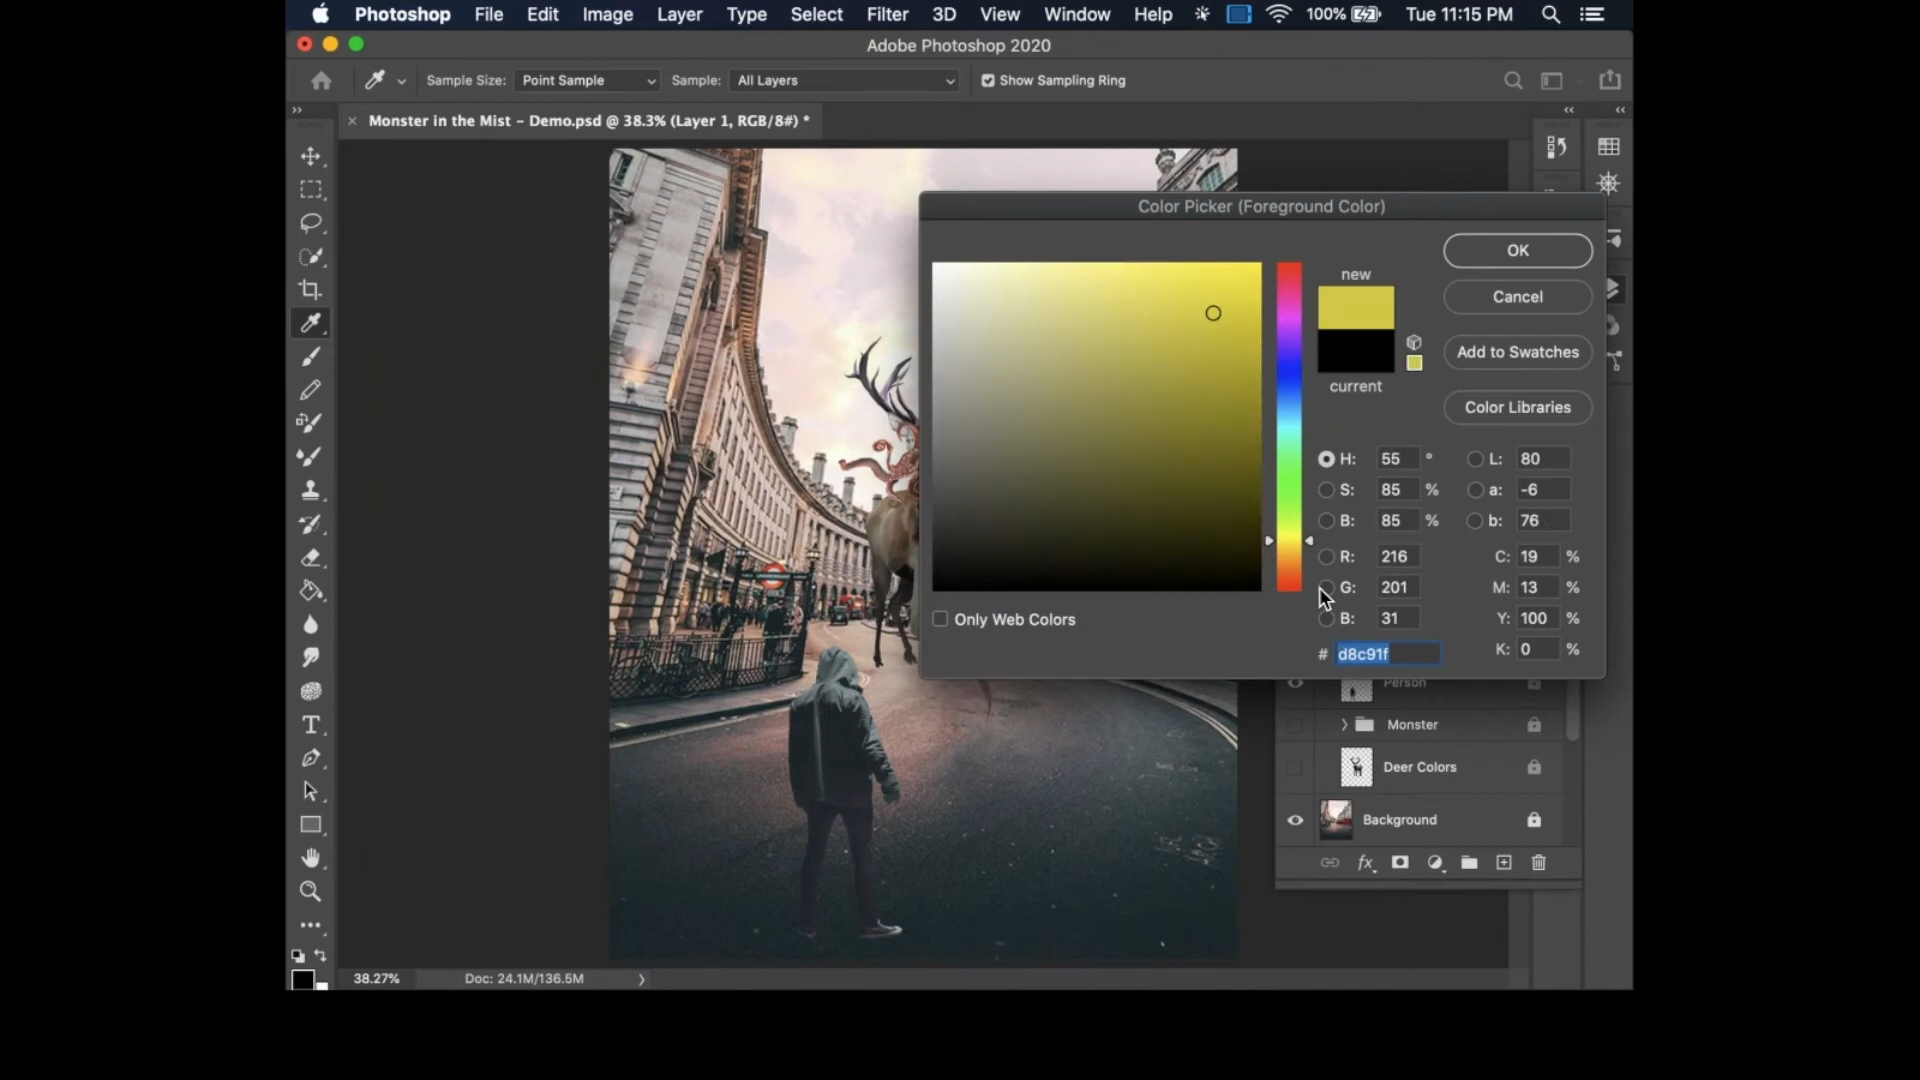 Photoshop File Edit Image Layer Type Select Filter 3D View Window Help 100% Tue 11:15 PM
Adobe Photoshop 2020
Sample Size: Point Sample Sample: All Layers Show Sampling Ring
Monster in the Mist – Demo.psd @ 38.3% (Layer 1, RGB/8#) *
Color Picker (Foreground Color)
new
current
OK
Cancel
Add to Swatches
Color Libraries
H: 55 ° L: 80
S: 85 % a: -6
B: 85 % b: 76
R: 216 C: 19 %
G: 201 M: 13 %
B: 31 Y: 100 %
# d8c91f K: 0 %
Only Web Colors
UNDERGROUND
Person
Monster
Deer Colors
Background
fx
38.27% Doc: 24.1M/136.5M